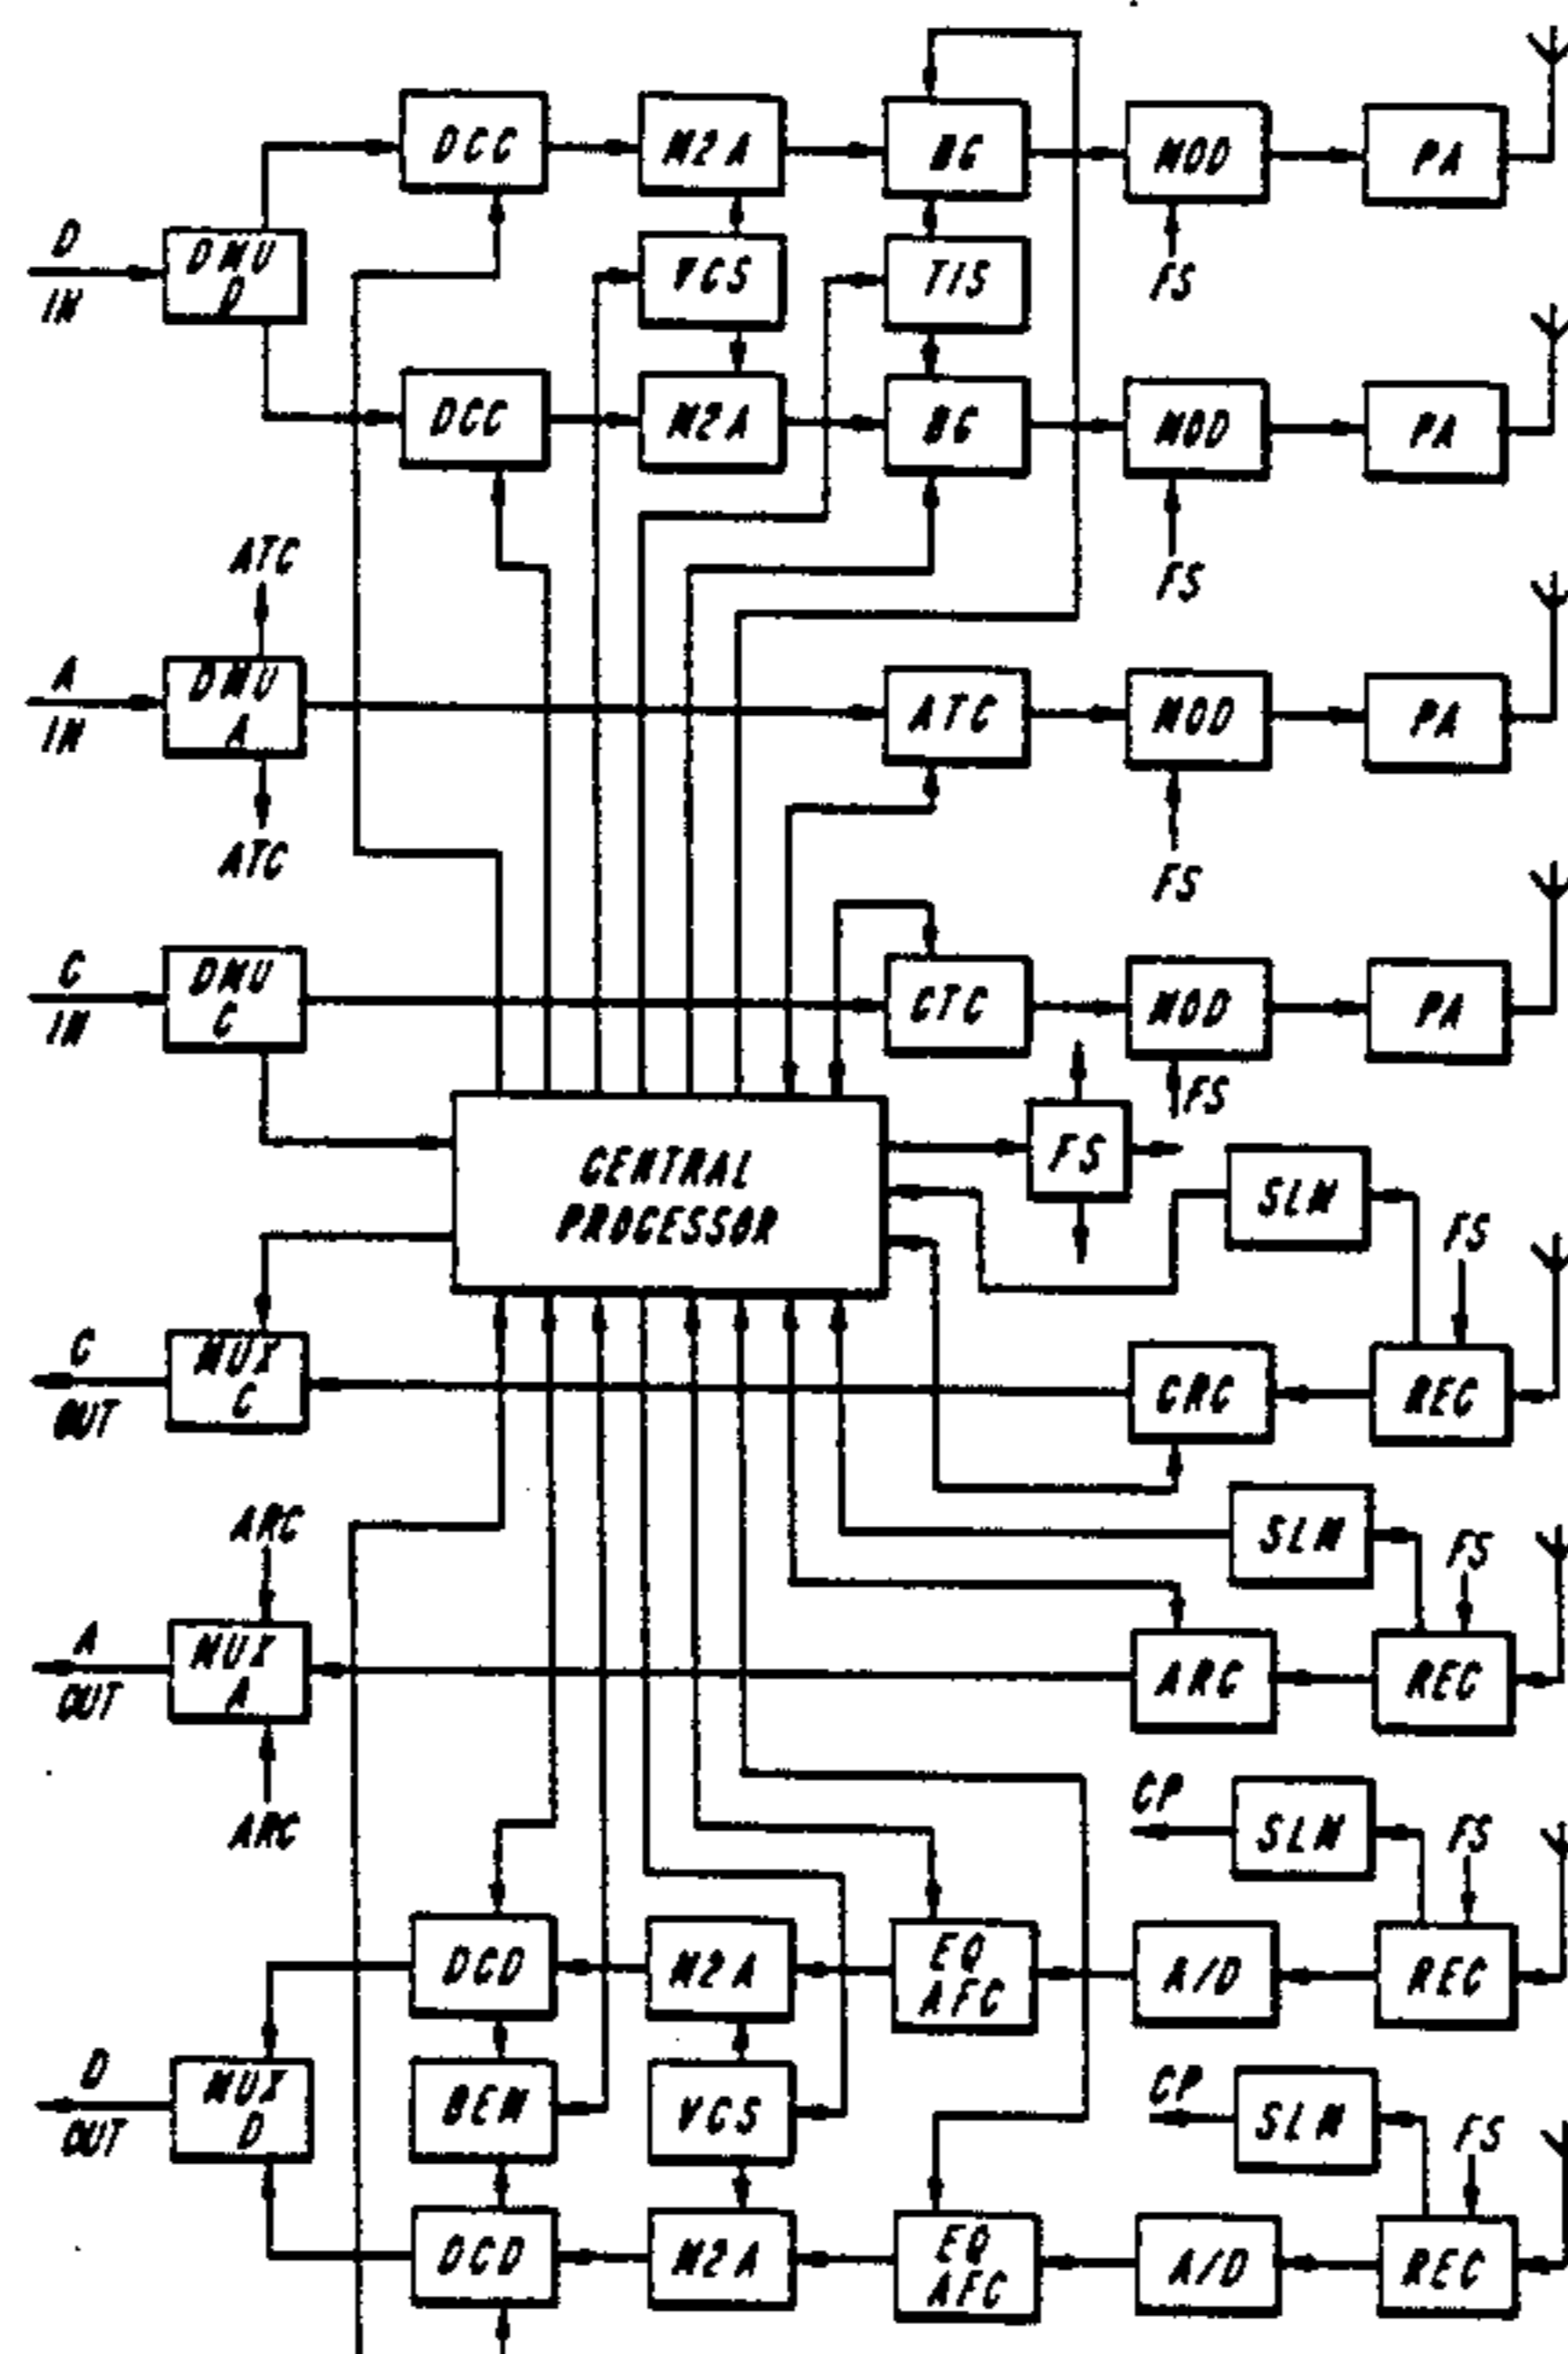 DCC M2A BG MOD PA
D IN
DMU D
VCS TIS
FS
DCC M2A BG MOD PA
FS
ATC
A IN
DMU A
ATC MOD PA
ATC
FS
C IN
DMU C
CTC MOD PA
FS
CENTRAL PROCESSOR
FS
SLM
FS
C OUT
MUX C
CRC REC
ARC
SLM
FS
A OUT
MUX A
ARC REC
ARC
CP
SLM
FS
DCD M2A EQ AFC A/D REC
D OUT
MUX D
BEM VCS
CP
SLM
FS
DCD M2A EQ AFC A/D REC